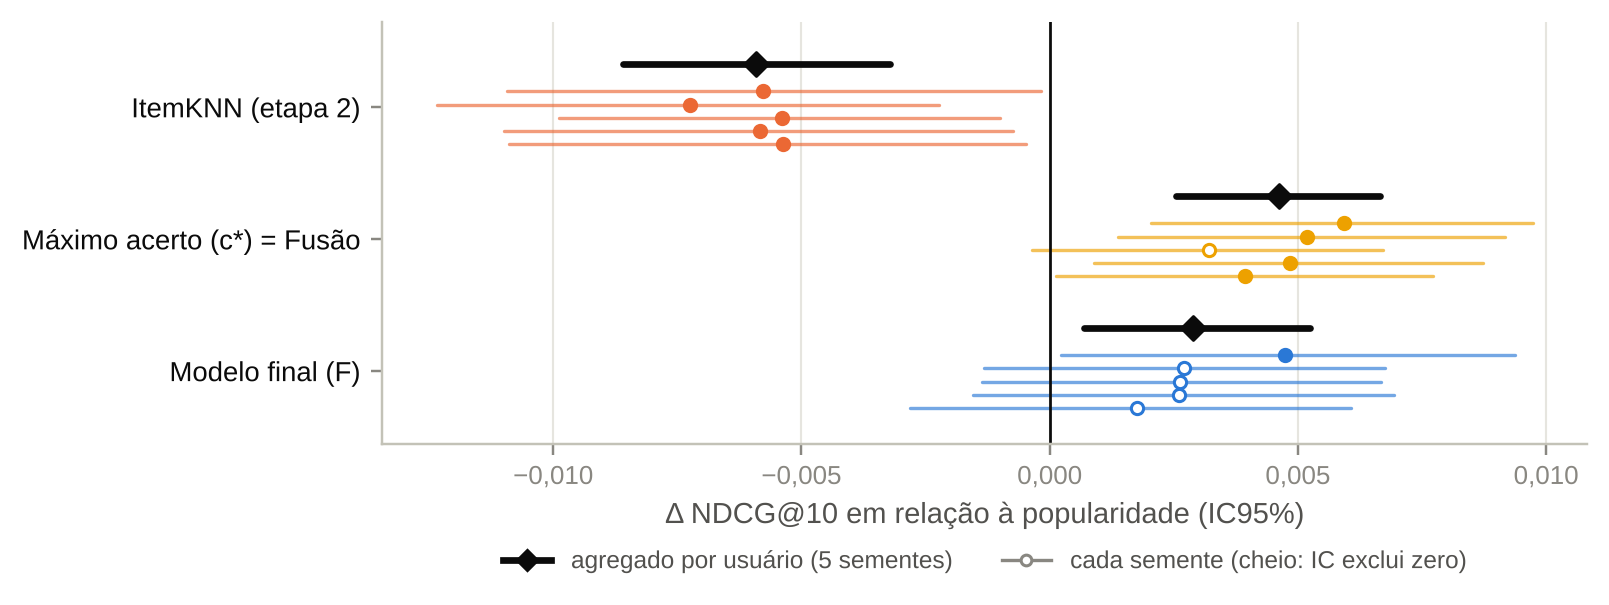 ItemKNN (etapa 2)
Máximo acerto (c*) = Fusão
Modelo final (F)
−0,010
−0,005
0,000
0,005
0,010
Δ NDCG@10 em relação à popularidade (IC95%)
agregado por usuário (5 sementes)
cada semente (cheio: IC exclui zero)